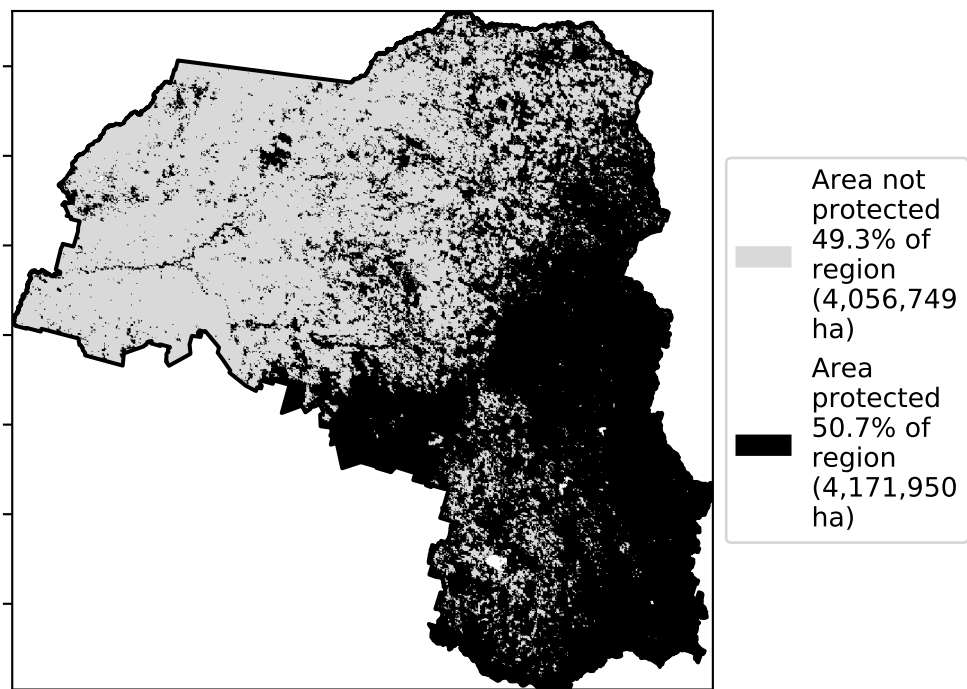 Area not
protected
49.3% of
region
(4,056,749
ha)
Area
protected
50.7% of
region
(4,171,950
ha)